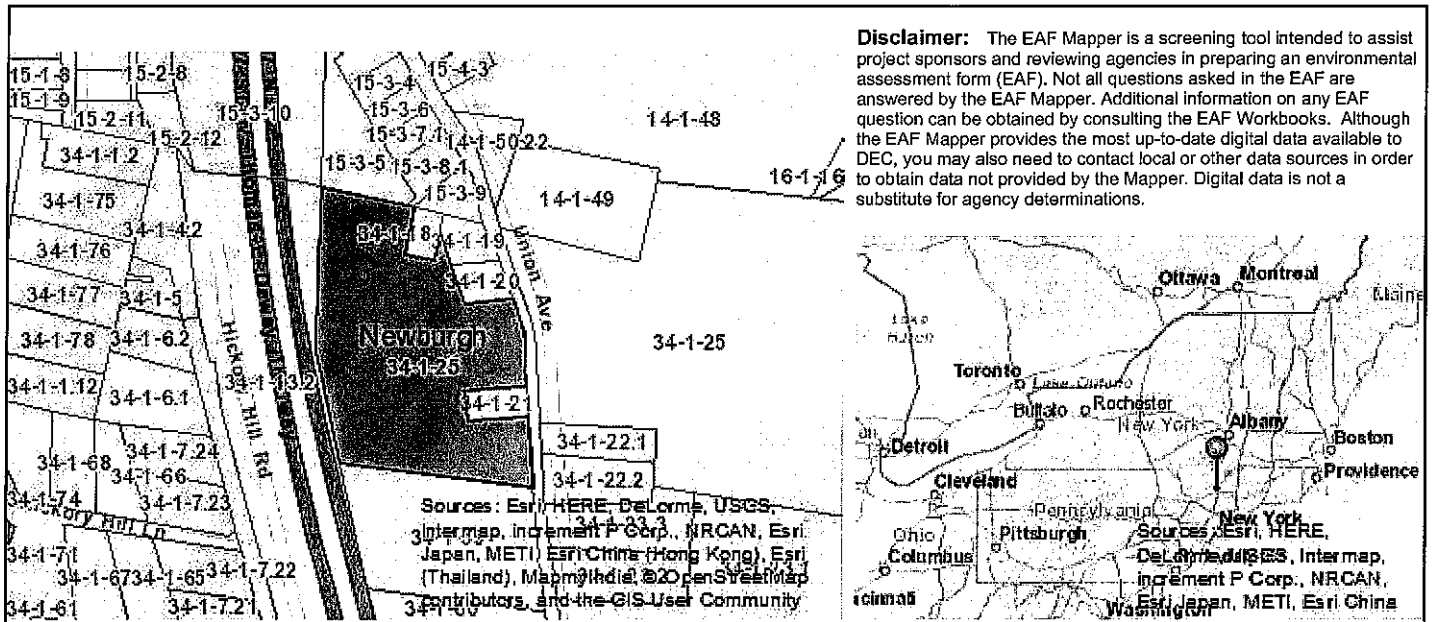 Disclaimer: The EAF Mapper is a screening tool intended to assist
project sponsors and reviewing agencies in preparing an environmental
assessment form (EAF). Not all questions asked in the EAF are
answered by the EAF Mapper. Additional information on any EAF
question can be obtained by consulting the EAF Workbooks. Although
the EAF Mapper provides the most up-to-date digital data available to
DEC, you may also need to contact local or other data sources in order
to obtain data not provided by the Mapper. Digital data is not a
substitute for agency determinations.
15-1-8
15-2-8
15-1-9
15-2-11
15-2-12
15-3-10
15-3-4
15-4-3
15-3-6
15-3-7.1
14-1-50.22
14-1-48
15-3-5
15-3-8.1
15-3-9
14-1-49
16-1-16
34-1-1.2
34-1-75
34-1-4.2
34-1-18
34-1-19
Union Ave
34-1-76
34-1-20
34-1-77
34-1-5
34-1-78
34-1-6.2
Hickory Hill Rd
Newburgh
34-1-25
34-1-25
34-1-1.12
34-1-6.1
34-1-13.2
34-1-21
34-1-22.1
34-1-68
34-1-7.24
34-1-66
34-1-22.2
34-1-74
34-1-7.23
Hill Ln
34-1-71
34-1-67
34-1-65
34-1-7.22
34-1-61
34-1-7.21
Sources: Esri, HERE, DeLorme, USGS,
Intermap, increment P Corp., NRCAN, Esri
Japan, METI, Esri China (Hong Kong), Esri
(Thailand), MapmyIndia, © OpenStreetMap
contributors, and the GIS User Community
Ottawa
Montreal
Maine
Lake
Huron
Toronto
Lake Ontario
Buffalo
Rochester
New York
Albany
Detroit
Boston
Providence
Cleveland
Pennsylvania
New York
Ohio
Pittsburgh
Columbus
Washington
Sources: Esri, HERE,
DeLorme, USGS, Intermap,
increment P Corp., NRCAN,
Esri Japan, METI, Esri China